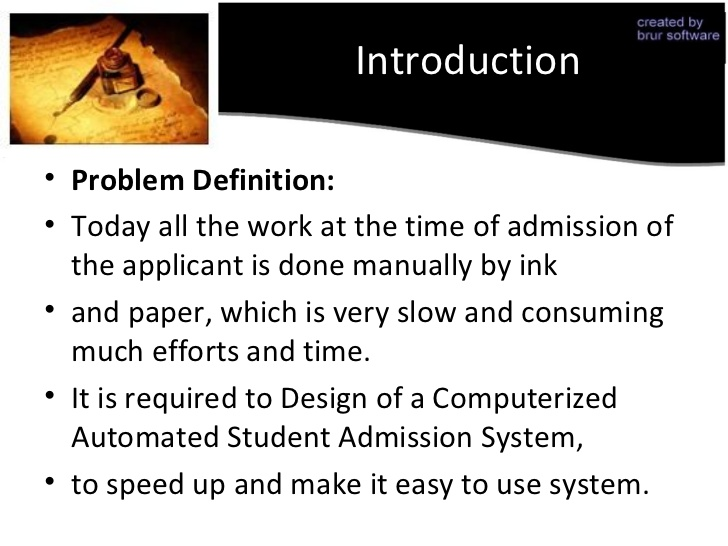 created by
brur software
Introduction
• Problem Definition:
• Today all the work at the time of admission of
the applicant is done manually by ink
• and paper, which is very slow and consuming
much efforts and time.
• It is required to Design of a Computerized
Automated Student Admission System,
• to speed up and make it easy to use system.